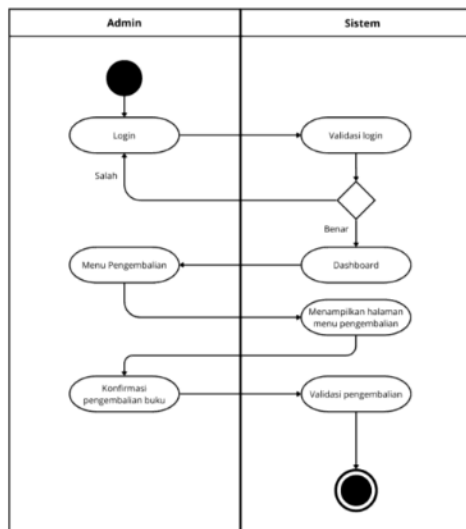 Admin
Sistem
Login
Validasi login
Salah
Benar
Menu Pengembalian
Dashboard
Menampilkan halaman
menu pengembalian
Konfirmasi
pengembalian buku
Validasi pengembalian